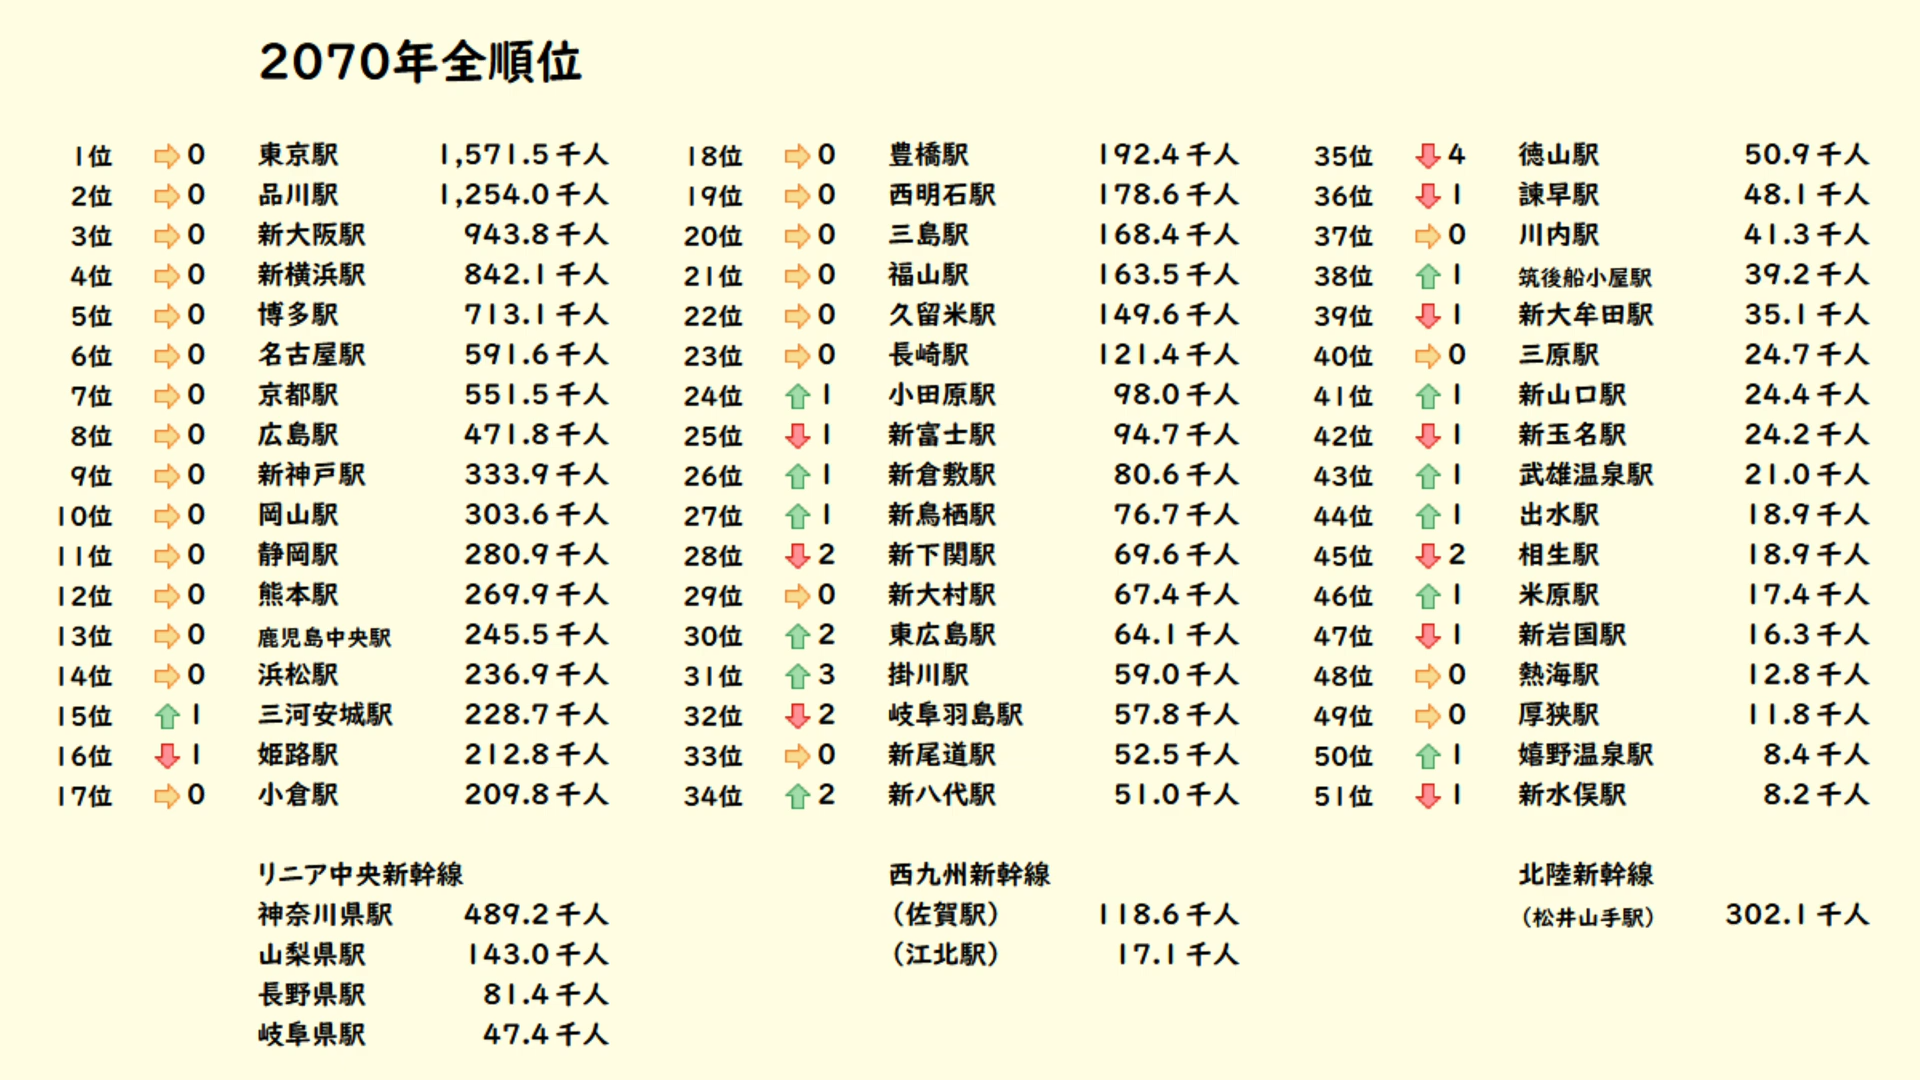 2070年全順位
1位 ➡ 0 東京駅 1,571.5千人
2位 ➡ 0 品川駅 1,254.0千人
3位 ➡ 0 新大阪駅 943.8千人
4位 ➡ 0 新横浜駅 842.1千人
5位 ➡ 0 博多駅 713.1千人
6位 ➡ 0 名古屋駅 591.6千人
7位 ➡ 0 京都駅 551.5千人
8位 ➡ 0 広島駅 471.8千人
9位 ➡ 0 新神戸駅 333.9千人
10位 ➡ 0 岡山駅 303.6千人
11位 ➡ 0 静岡駅 280.9千人
12位 ➡ 0 熊本駅 269.9千人
13位 ➡ 0 鹿児島中央駅 245.5千人
14位 ➡ 0 浜松駅 236.9千人
15位 ⬆ 1 三河安城駅 228.7千人
16位 ⬇ 1 姫路駅 212.8千人
17位 ➡ 0 小倉駅 209.8千人
18位 ➡ 0 豊橋駅 192.4千人
19位 ➡ 0 西明石駅 178.6千人
20位 ➡ 0 三島駅 168.4千人
21位 ➡ 0 福山駅 163.5千人
22位 ➡ 0 久留米駅 149.6千人
23位 ➡ 0 長崎駅 121.4千人
24位 ⬆ 1 小田原駅 98.0千人
25位 ⬇ 1 新富士駅 94.7千人
26位 ⬆ 1 新倉敷駅 80.6千人
27位 ⬆ 1 新鳥栖駅 76.7千人
28位 ⬇ 2 新下関駅 69.6千人
29位 ➡ 0 新大村駅 67.4千人
30位 ⬆ 2 東広島駅 64.1千人
31位 ⬆ 3 掛川駅 59.0千人
32位 ⬇ 2 岐阜羽島駅 57.8千人
33位 ➡ 0 新尾道駅 52.5千人
34位 ⬆ 2 新八代駅 51.0千人
35位 ⬇ 4 徳山駅 50.9千人
36位 ⬇ 1 諫早駅 48.1千人
37位 ➡ 0 川内駅 41.3千人
38位 ⬆ 1 筑後船小屋駅 39.2千人
39位 ⬇ 1 新大牟田駅 35.1千人
40位 ➡ 0 三原駅 24.7千人
41位 ⬆ 1 新山口駅 24.4千人
42位 ⬇ 1 新玉名駅 24.2千人
43位 ⬆ 1 武雄温泉駅 21.0千人
44位 ⬆ 1 出水駅 18.9千人
45位 ⬇ 2 相生駅 18.9千人
46位 ⬆ 1 米原駅 17.4千人
47位 ⬇ 1 新岩国駅 16.3千人
48位 ➡ 0 熱海駅 12.8千人
49位 ➡ 0 厚狭駅 11.8千人
50位 ⬆ 1 嬉野温泉駅 8.4千人
51位 ⬇ 1 新水俣駅 8.2千人
リニア中央新幹線
神奈川県駅 489.2千人
山梨県駅 143.0千人
長野県駅 81.4千人
岐阜県駅 47.4千人
西九州新幹線
（佐賀駅） 118.6千人
（江北駅） 17.1千人
北陸新幹線
（松井山手駅） 302.1千人